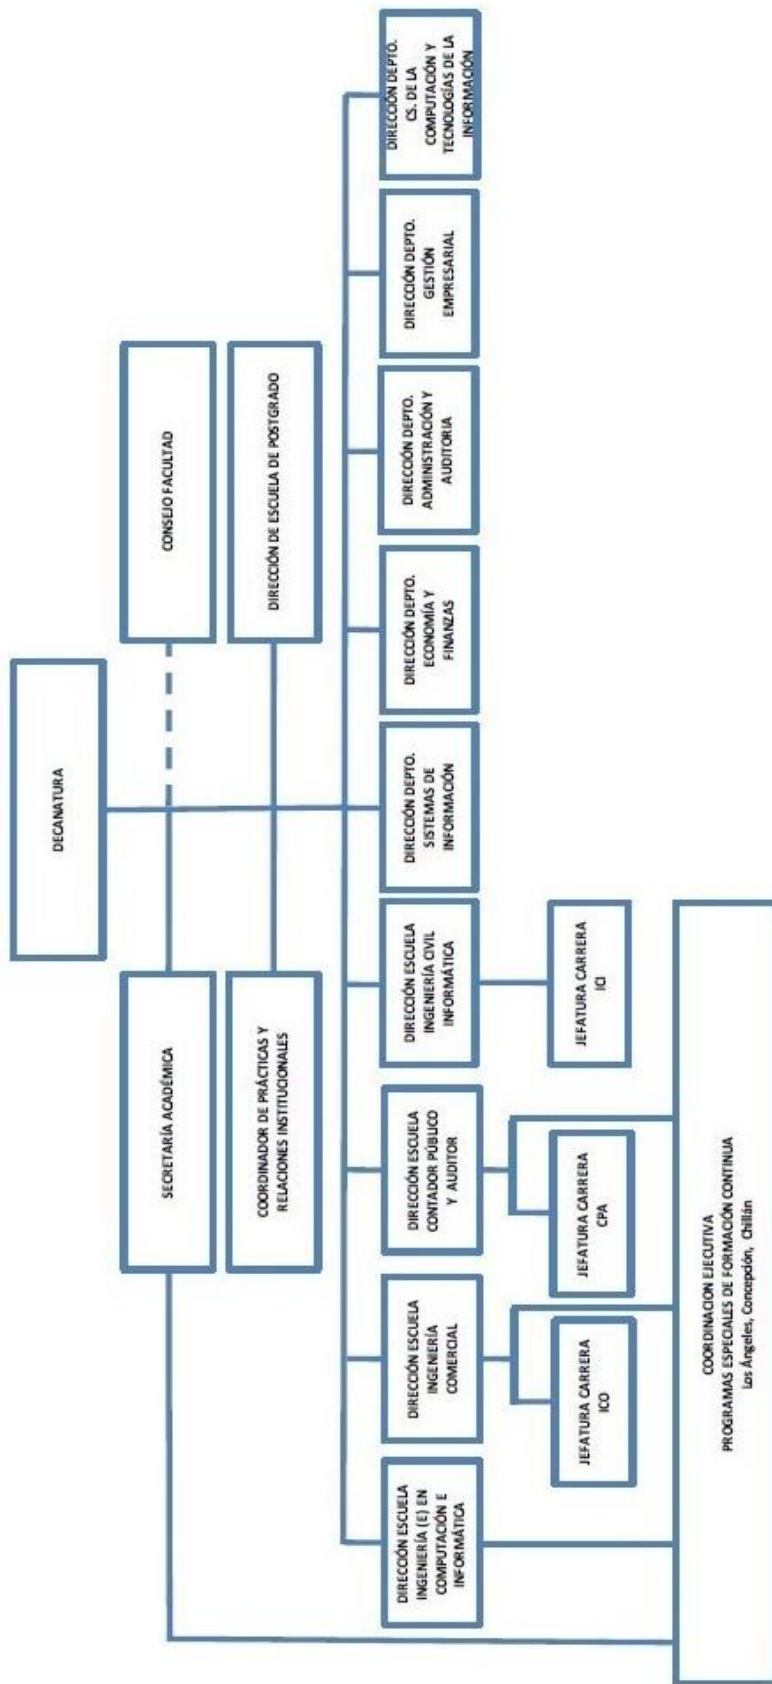 DECANATURA
SECRETARÍA ACADÉMICA
CONSEJO FACULTAD
COORDINADOR DE PRÁCTICAS Y
RELACIONES INSTITUCIONALES
DIRECCIÓN DE ESCUELA DE POSTGRADO
DIRECCIÓN ESCUELA
INGENIERÍA (E) EN
COMPUTACIÓN E
INFORMÁTICA
DIRECCIÓN ESCUELA
INGENIERÍA
COMERCIAL
DIRECCIÓN ESCUELA
CONTADOR PÚBLICO
Y AUDITOR
DIRECCIÓN ESCUELA
INGENIERÍA CIVIL
INFORMÁTICA
DIRECCIÓN DEPTO.
SISTEMAS DE
INFORMACIÓN
DIRECCIÓN DEPTO.
ECONOMÍA Y
FINANZAS
DIRECCIÓN DEPTO.
ADMINISTRACIÓN Y
AUDITORIA
DIRECCIÓN DEPTO.
GESTIÓN
EMPRESARIAL
DIRECCIÓN DEPTO.
CS. DE LA
COMPUTACIÓN Y
TECNOLOGÍAS DE LA
INFORMACIÓN
JEFATURA CARRERA
ICO
JEFATURA CARRERA
CPA
JEFATURA CARRERA
ICI
COORDINACION EJECUTIVA
PROGRAMAS ESPECIALES DE FORMACIÓN CONTINUA
Los Ángeles, Concepción, Chillán